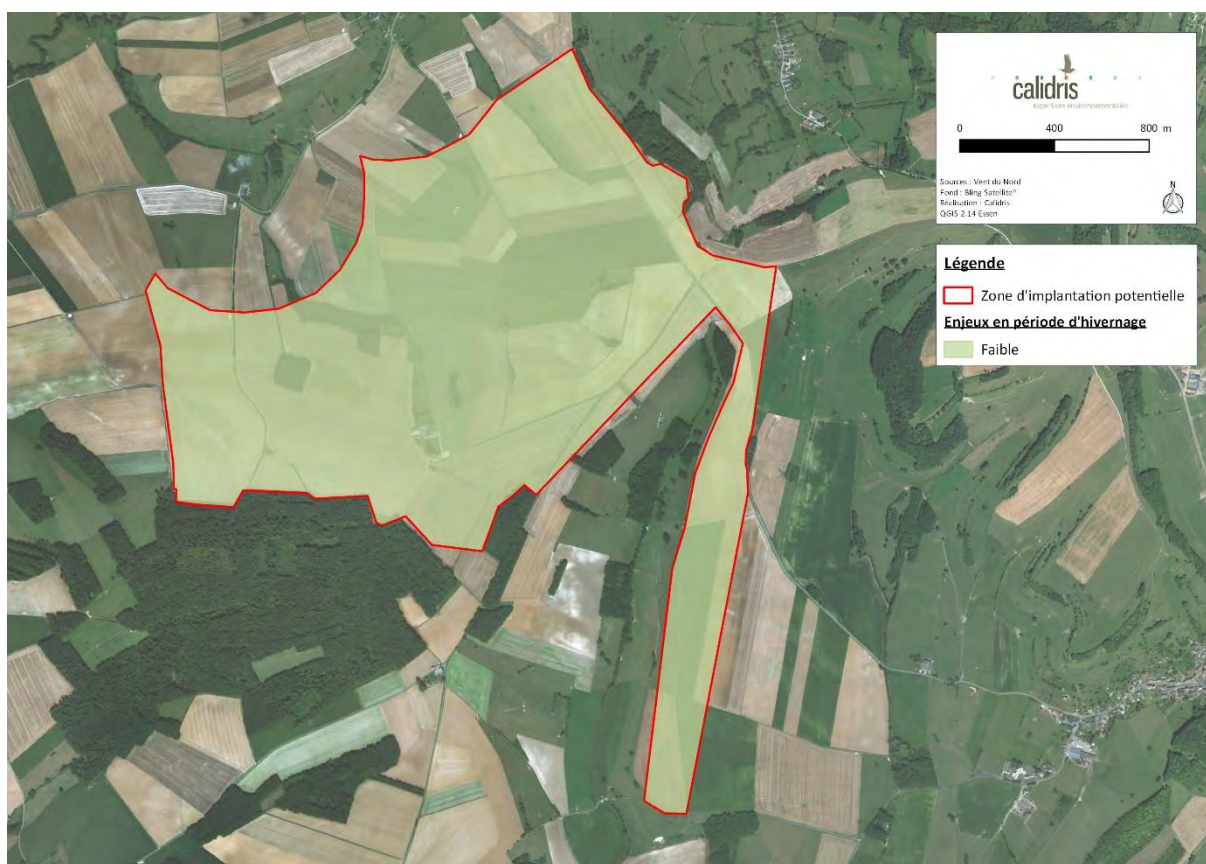 calidris
expertises environnementales
0 400 800 m
Sources : Vent du Nord
Fond : Bling Satellite®
Réalisation : Calidris
QGIS 2.14 Essen
N
Légende
Zone d'implantation potentielle
Enjeux en période d'hivernage
Faible